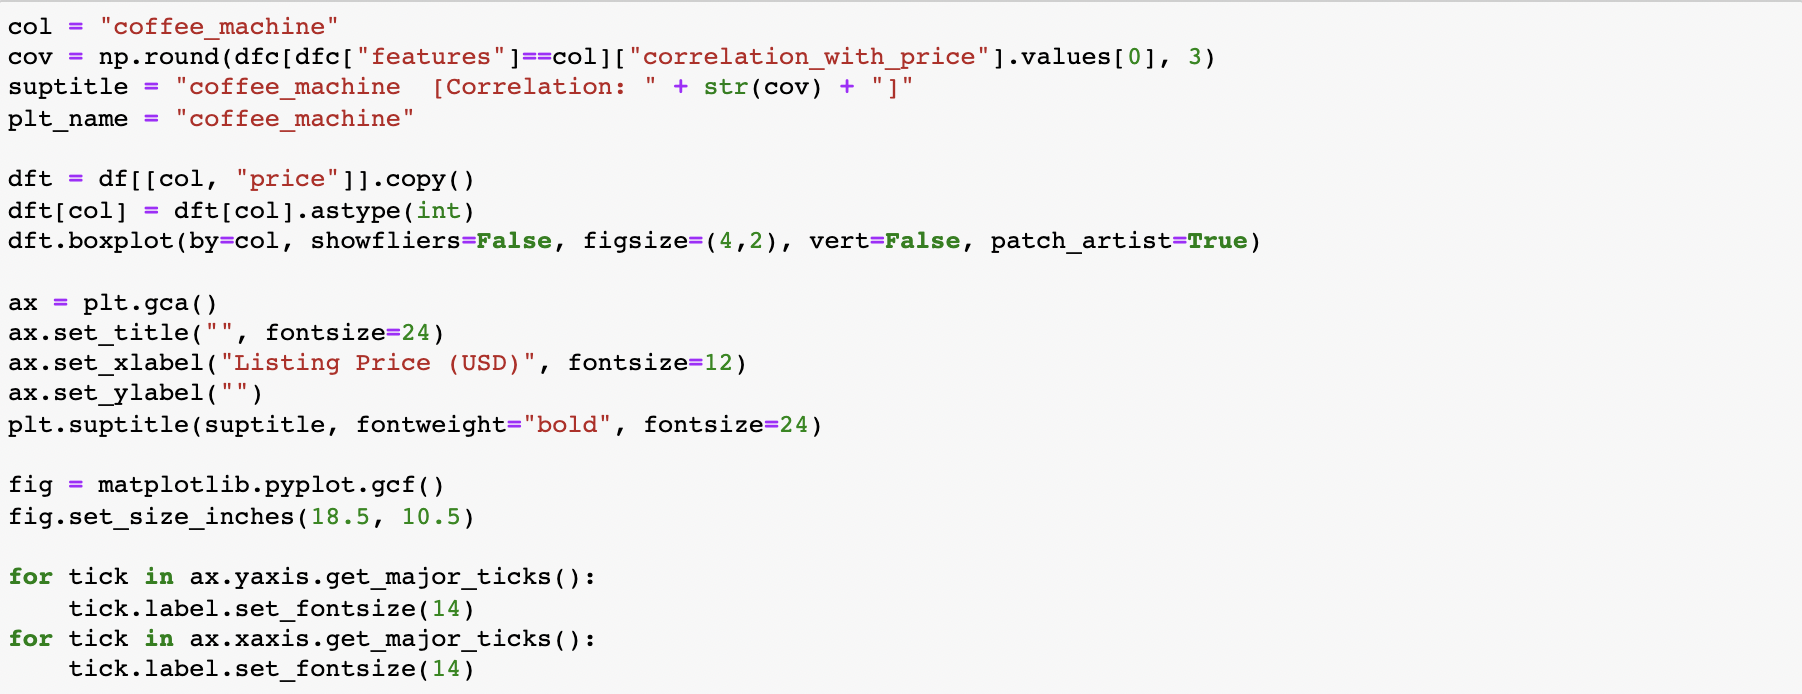 col = "coffee_machine"
cov = np.round(dfc[dfc["features"]==col]["correlation_with_price"].values[0], 3)
suptitle = "coffee_machine  [Correlation: " + str(cov) + "]"
plt_name = "coffee_machine"

dft = df[[col, "price"]].copy()
dft[col] = dft[col].astype(int)
dft.boxplot(by=col, showfliers=False, figsize=(4,2), vert=False, patch_artist=True)

ax = plt.gca()
ax.set_title("", fontsize=24)
ax.set_xlabel("Listing Price (USD)", fontsize=12)
ax.set_ylabel("")
plt.suptitle(suptitle, fontweight="bold", fontsize=24)

fig = matplotlib.pyplot.gcf()
fig.set_size_inches(18.5, 10.5)

for tick in ax.yaxis.get_major_ticks():
    tick.label.set_fontsize(14)
for tick in ax.xaxis.get_major_ticks():
    tick.label.set_fontsize(14)